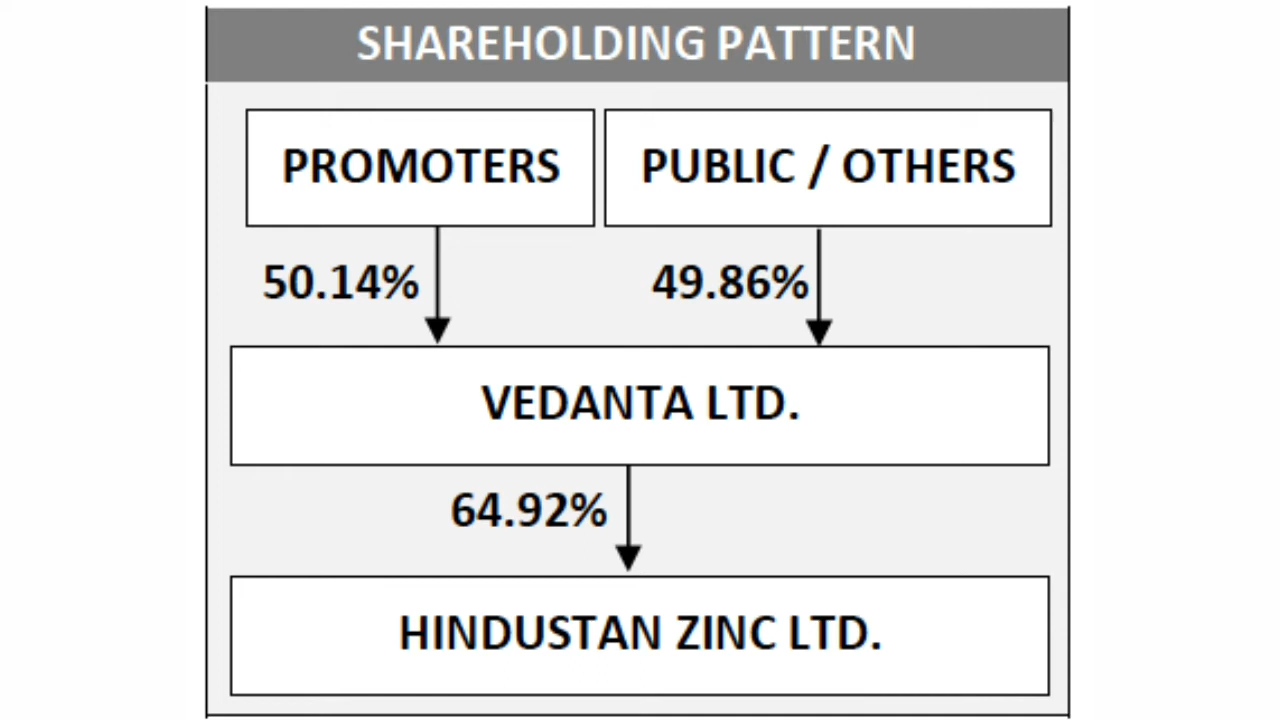 SHAREHOLDING PATTERN
PROMOTERS
PUBLIC / OTHERS
50.14%
49.86%
VEDANTA LTD.
64.92%
HINDUSTAN ZINC LTD.